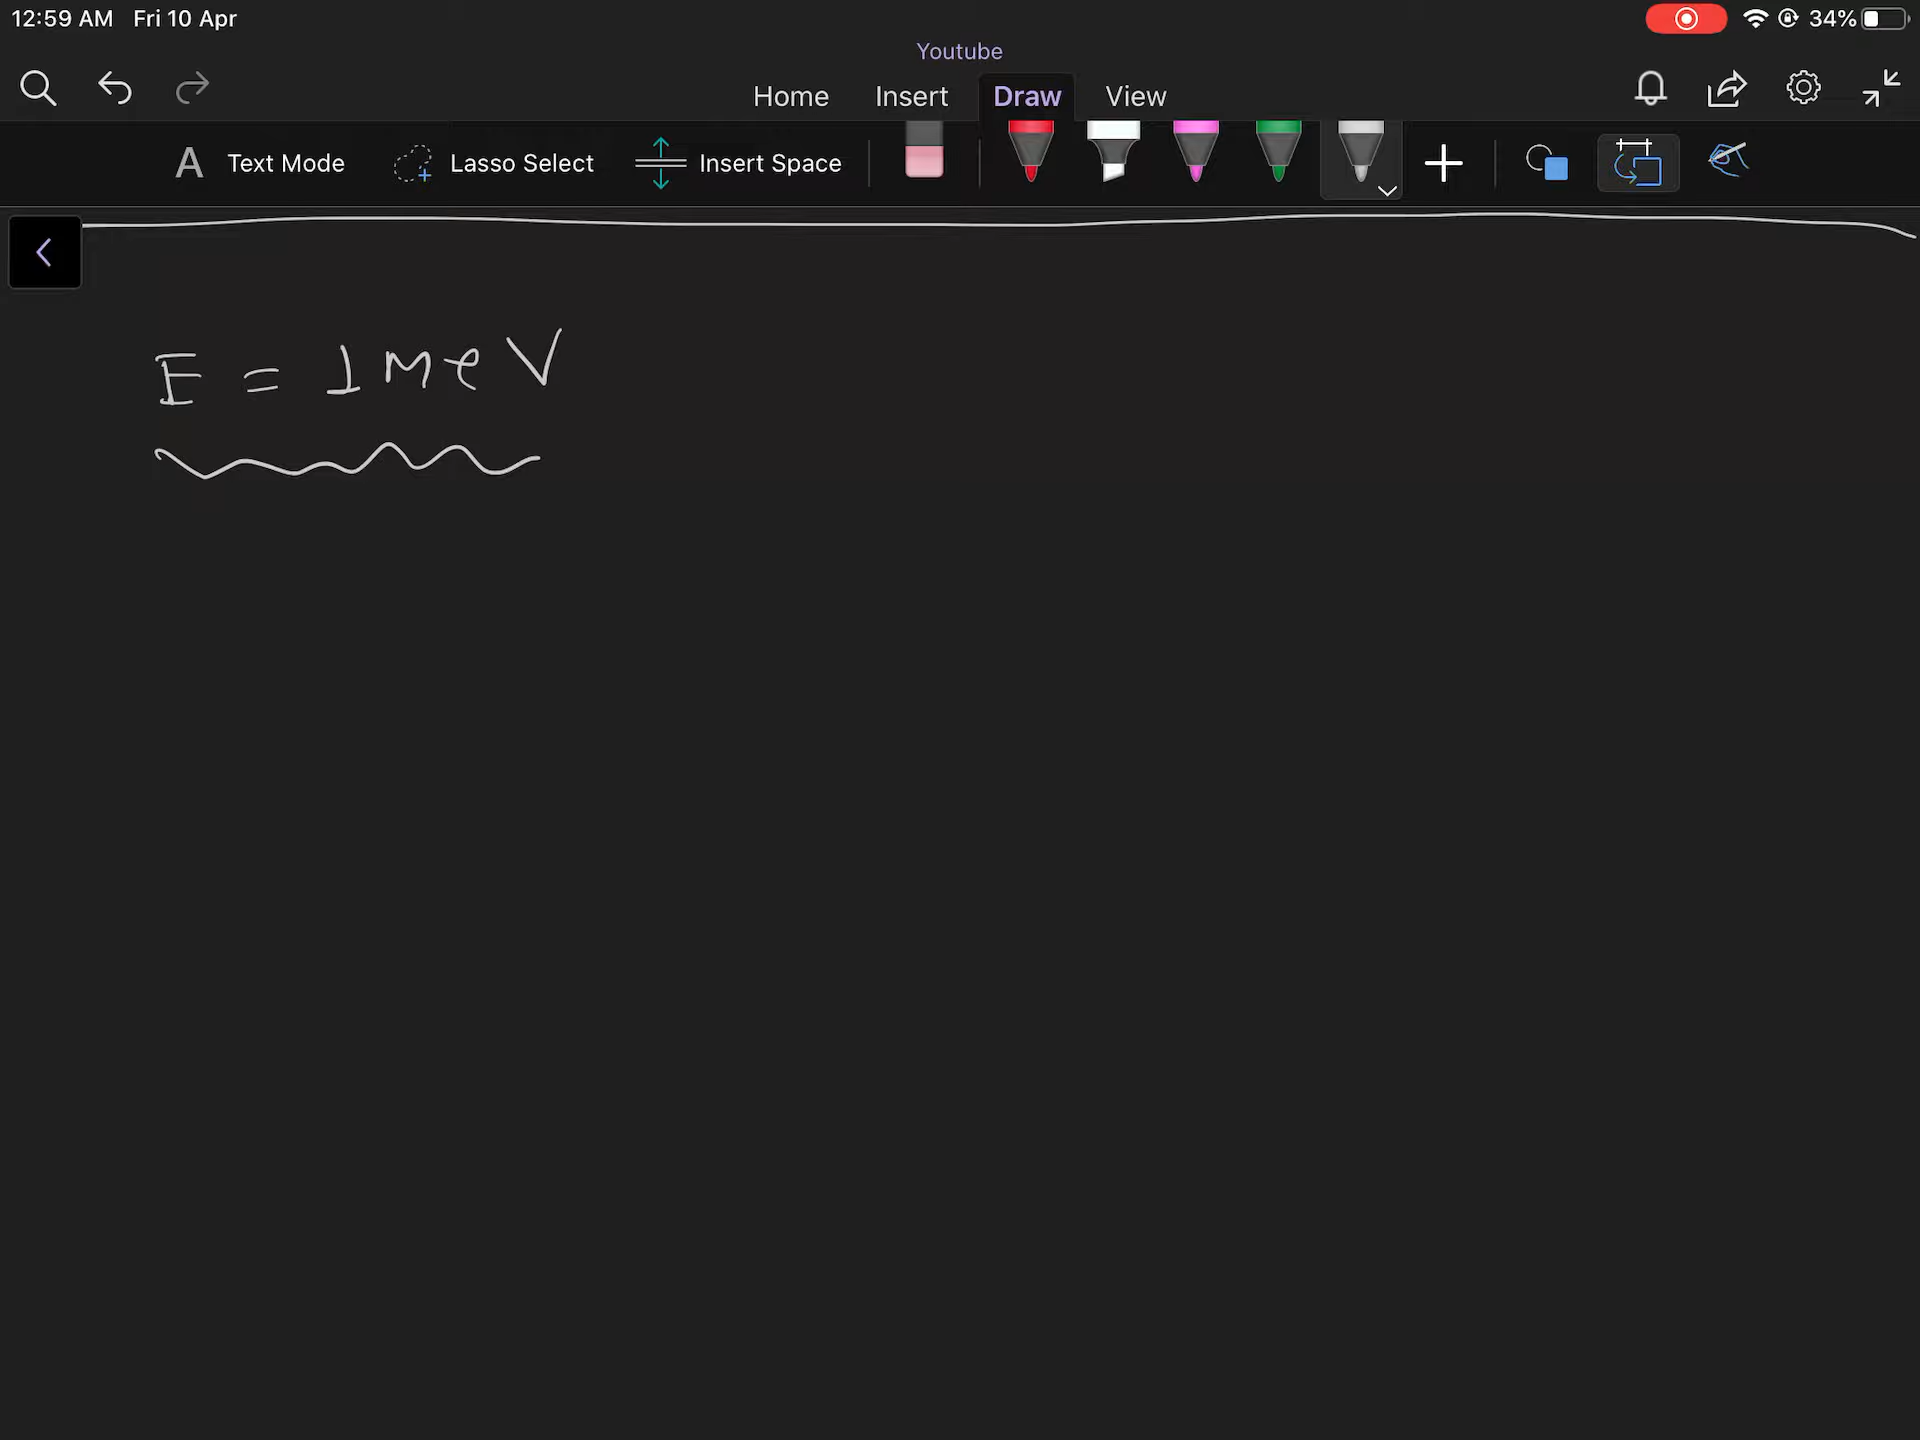 12:59 AM Fri 10 Apr 34%
Youtube
Home Insert Draw View
A Text Mode Lasso Select Insert Space
E = 1 MeV